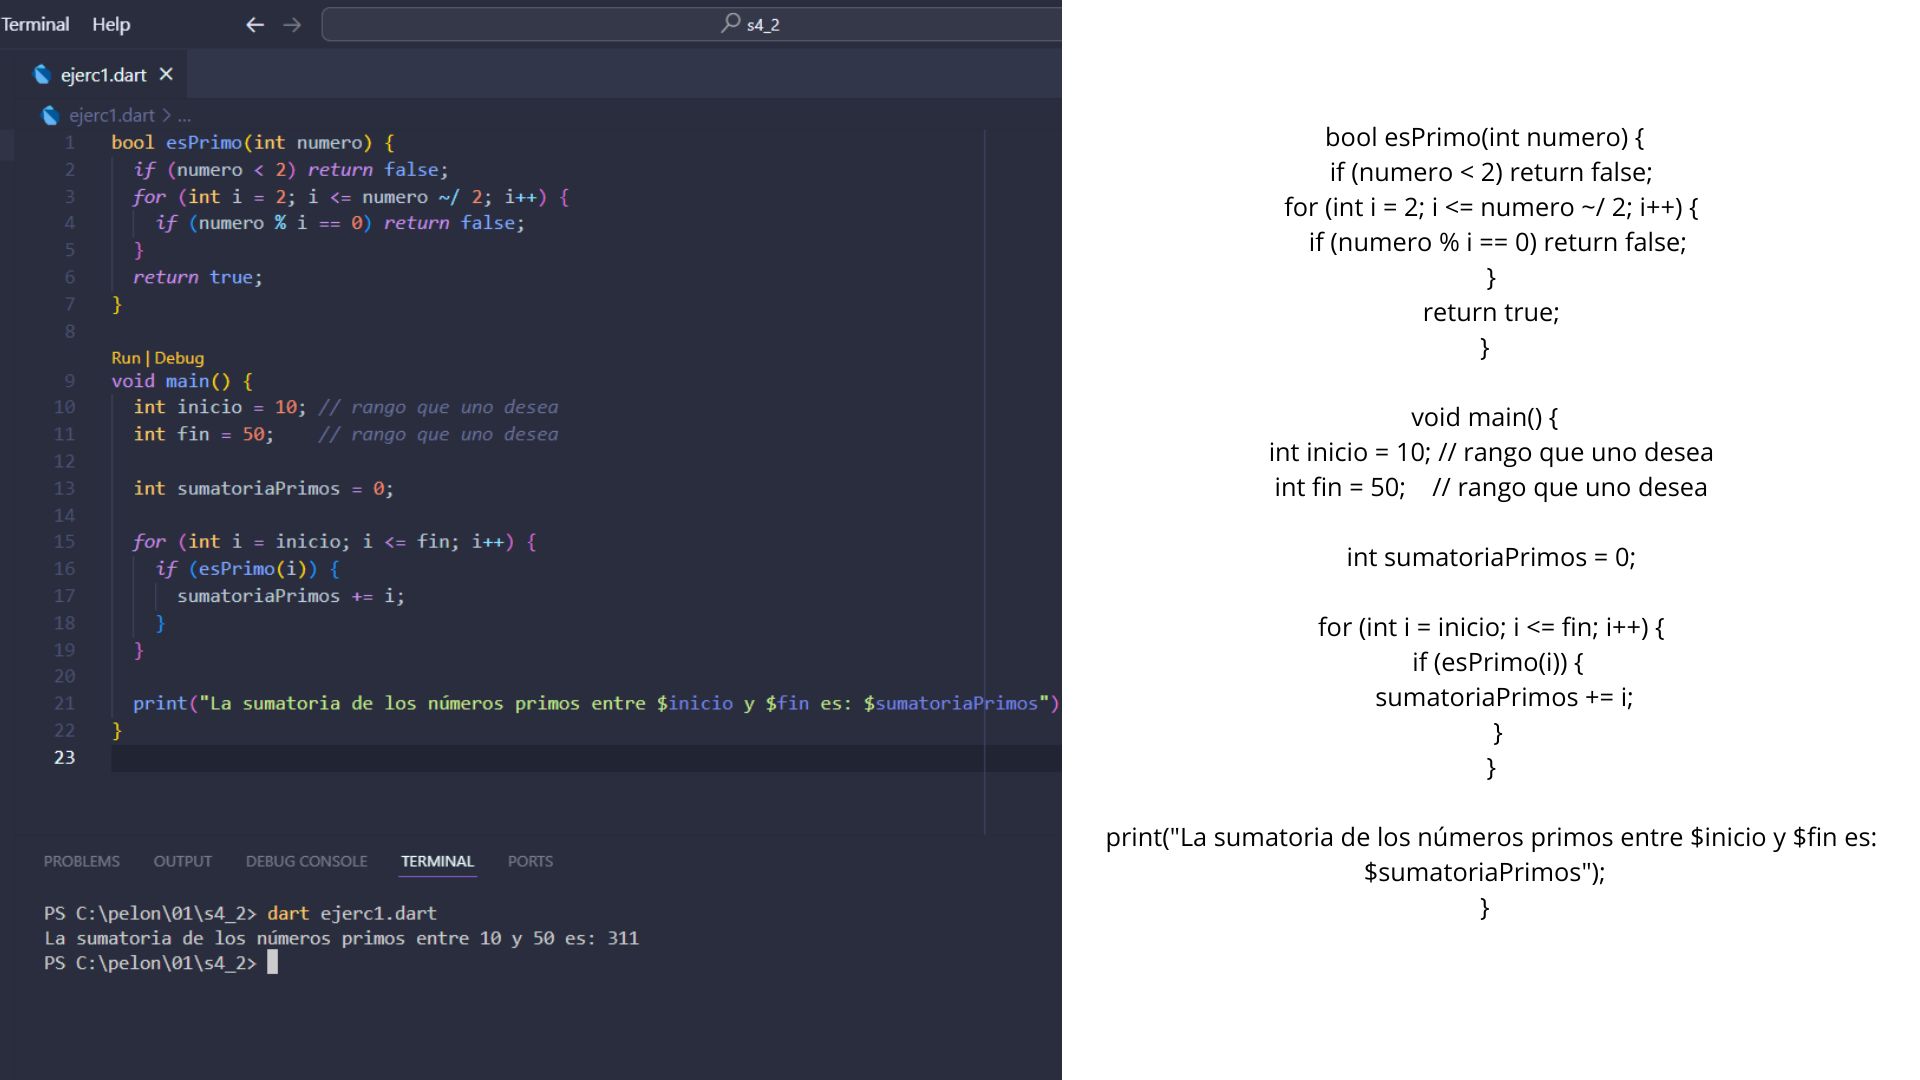 Terminal Help
s4_2
ejerc1.dart
ejerc1.dart > ...
1 bool esPrimo(int numero) {
2 if (numero < 2) return false;
3 for (int i = 2; i <= numero ~/ 2; i++) {
4 if (numero % i == 0) return false;
5 }
6 return true;
7 }
8
Run | Debug
9 void main() {
10 int inicio = 10; // rango que uno desea
11 int fin = 50;    // rango que uno desea
12
13 int sumatoriaPrimos = 0;
14
15 for (int i = inicio; i <= fin; i++) {
16 if (esPrimo(i)) {
17 sumatoriaPrimos += i;
18 }
19 }
20
21 print("La sumatoria de los números primos entre $inicio y $fin es: $sumatoriaPrimos")
22 }
23
PROBLEMS OUTPUT DEBUG CONSOLE TERMINAL PORTS
PS C:\pelon\01\s4_2> dart ejerc1.dart
La sumatoria de los números primos entre 10 y 50 es: 311
PS C:\pelon\01\s4_2>
bool esPrimo(int numero) {
if (numero < 2) return false;
for (int i = 2; i <= numero ~/ 2; i++) {
if (numero % i == 0) return false;
}
return true;
}
void main() {
int inicio = 10; // rango que uno desea
int fin = 50;    // rango que uno desea
int sumatoriaPrimos = 0;
for (int i = inicio; i <= fin; i++) {
if (esPrimo(i)) {
sumatoriaPrimos += i;
}
}
print("La sumatoria de los números primos entre $inicio y $fin es:
$sumatoriaPrimos");
}